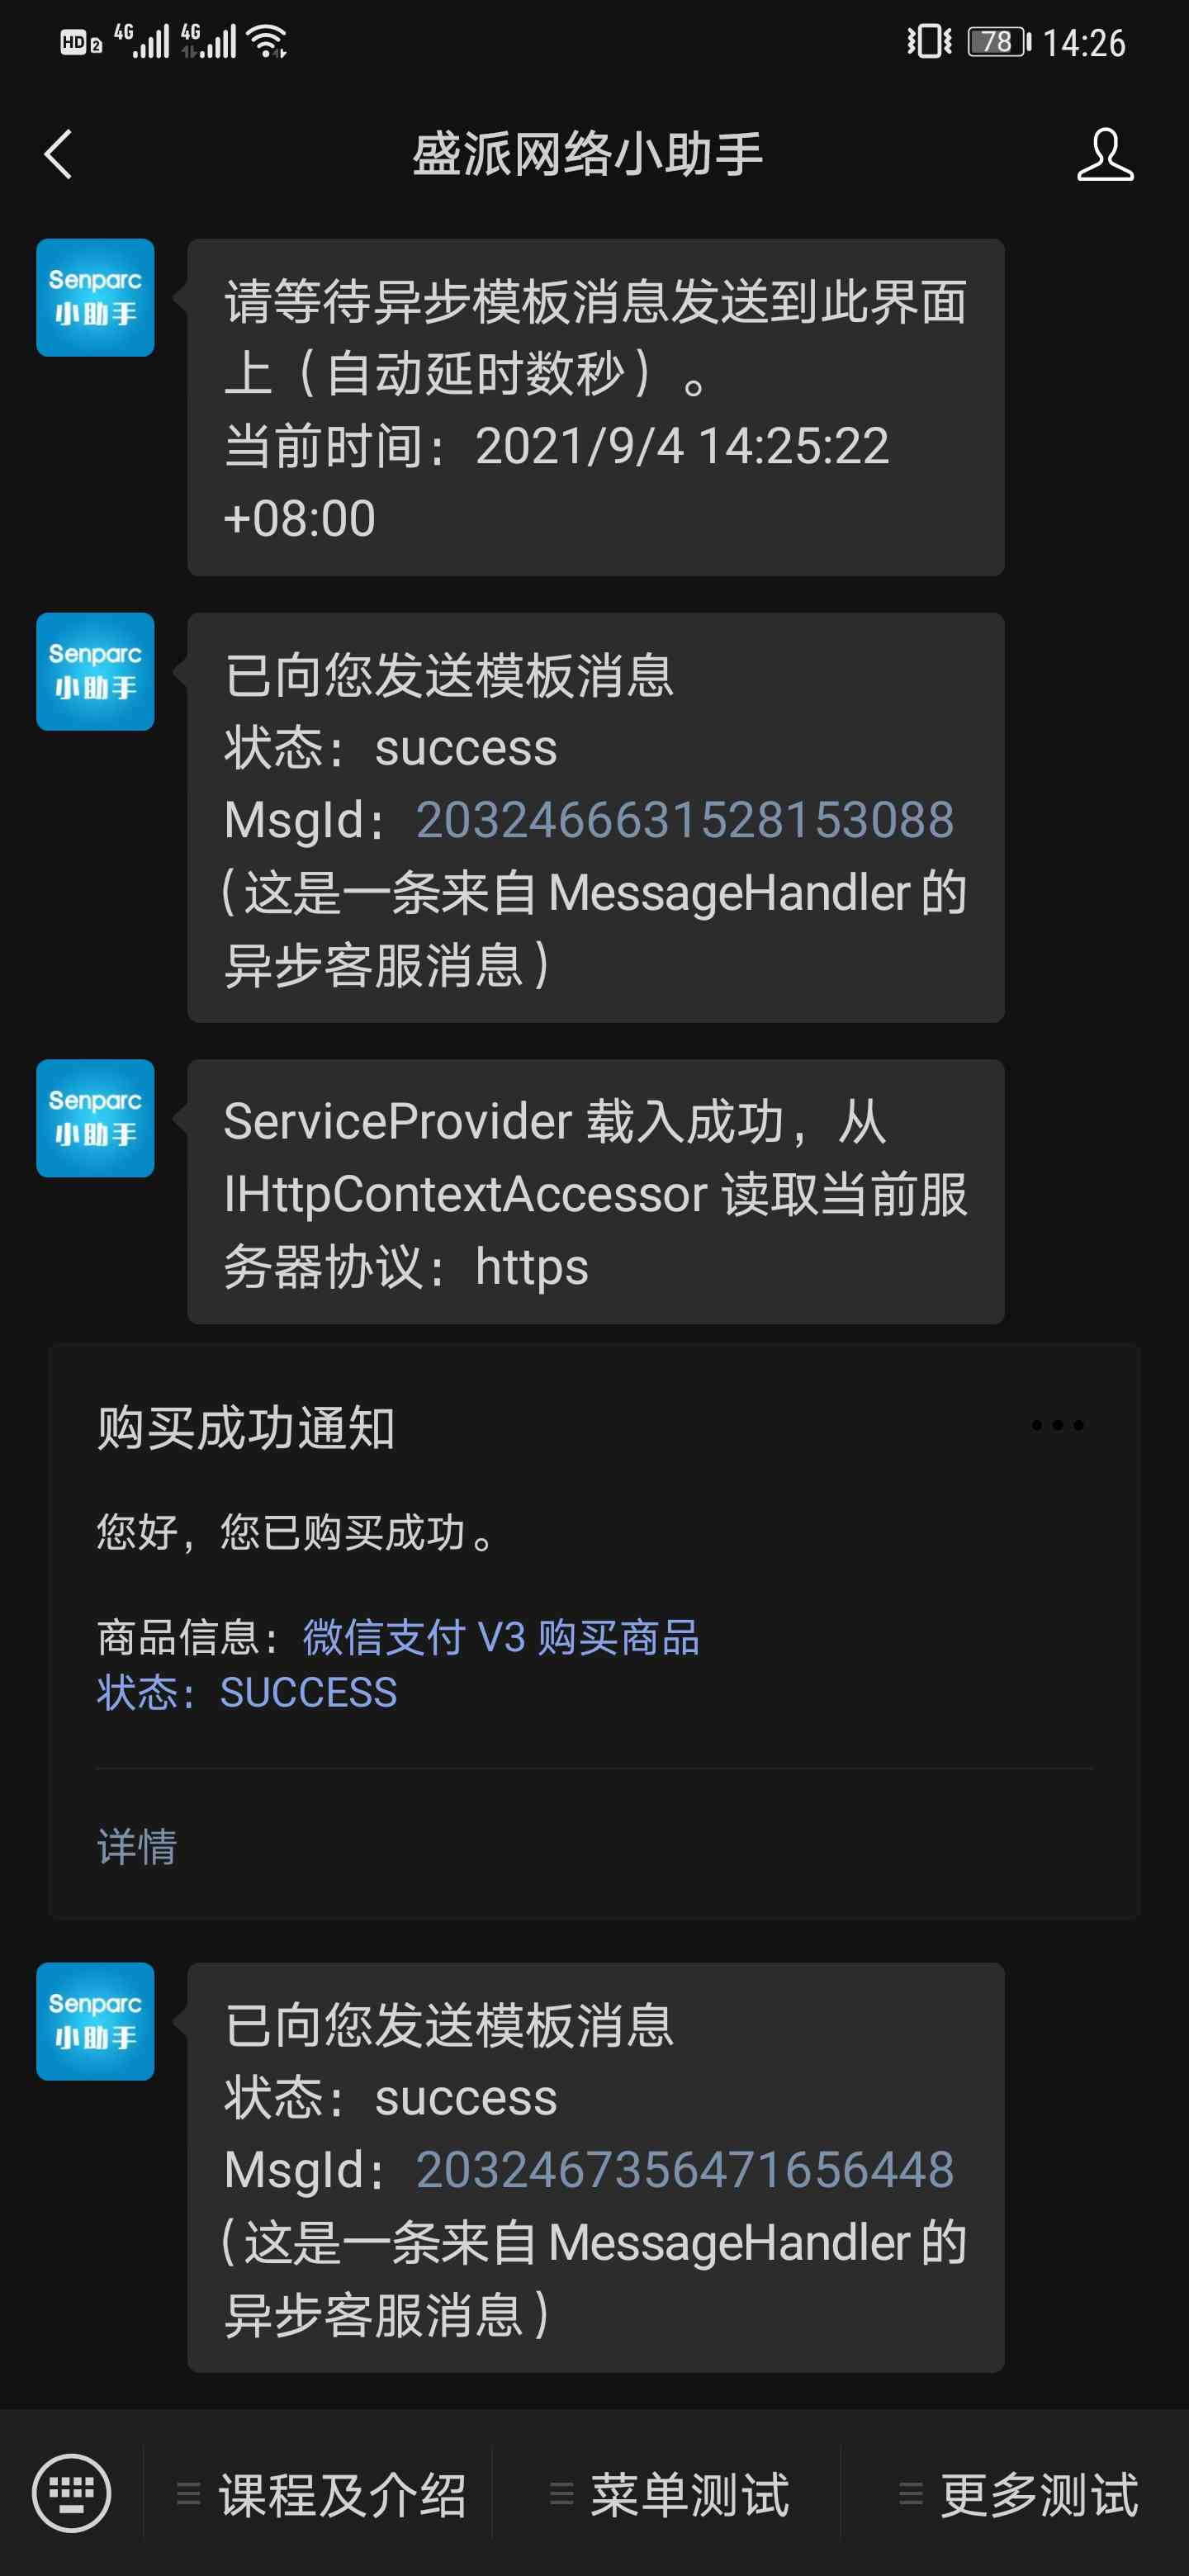 HD 2 4G 4G 78 14:26
盛派网络小助手
Senparc
小助手
请等待异步模板消息发送到此界面
上（自动延时数秒）。
当前时间：2021/9/4 14:25:22
+08:00
Senparc
小助手
已向您发送模板消息
状态：success
MsgId：2032466631528153088
（这是一条来自 MessageHandler 的
异步客服消息）
Senparc
小助手
ServiceProvider 载入成功，从
IHttpContextAccessor 读取当前服
务器协议：https
购买成功通知
您好，您已购买成功。
商品信息：微信支付 V3 购买商品
状态：SUCCESS
详情
Senparc
小助手
已向您发送模板消息
状态：success
MsgId：2032467356471656448
（这是一条来自 MessageHandler 的
异步客服消息）
课程及介绍 菜单测试 更多测试